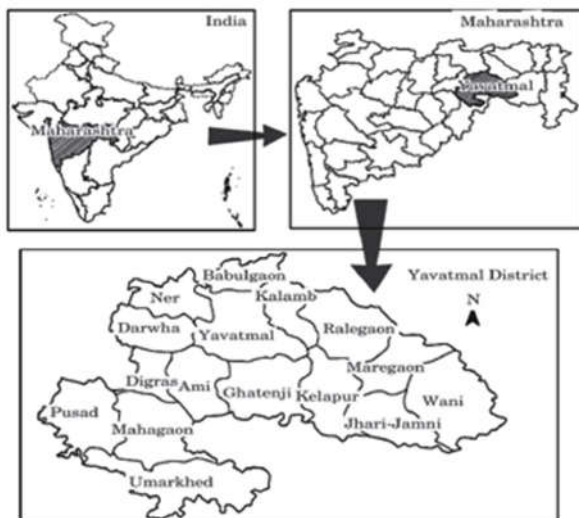 India
Maharashtra
Maharashtra
Yavatmal
Yavatmal District
N
Babulgaon
Ner
Kalamb
Darwha
Yavatmal
Ralegaon
Maregaon
Digras
Ami
Ghatenji
Kelapur
Wani
Pusad
Mahagaon
Jhari-Jamni
Umarkhed